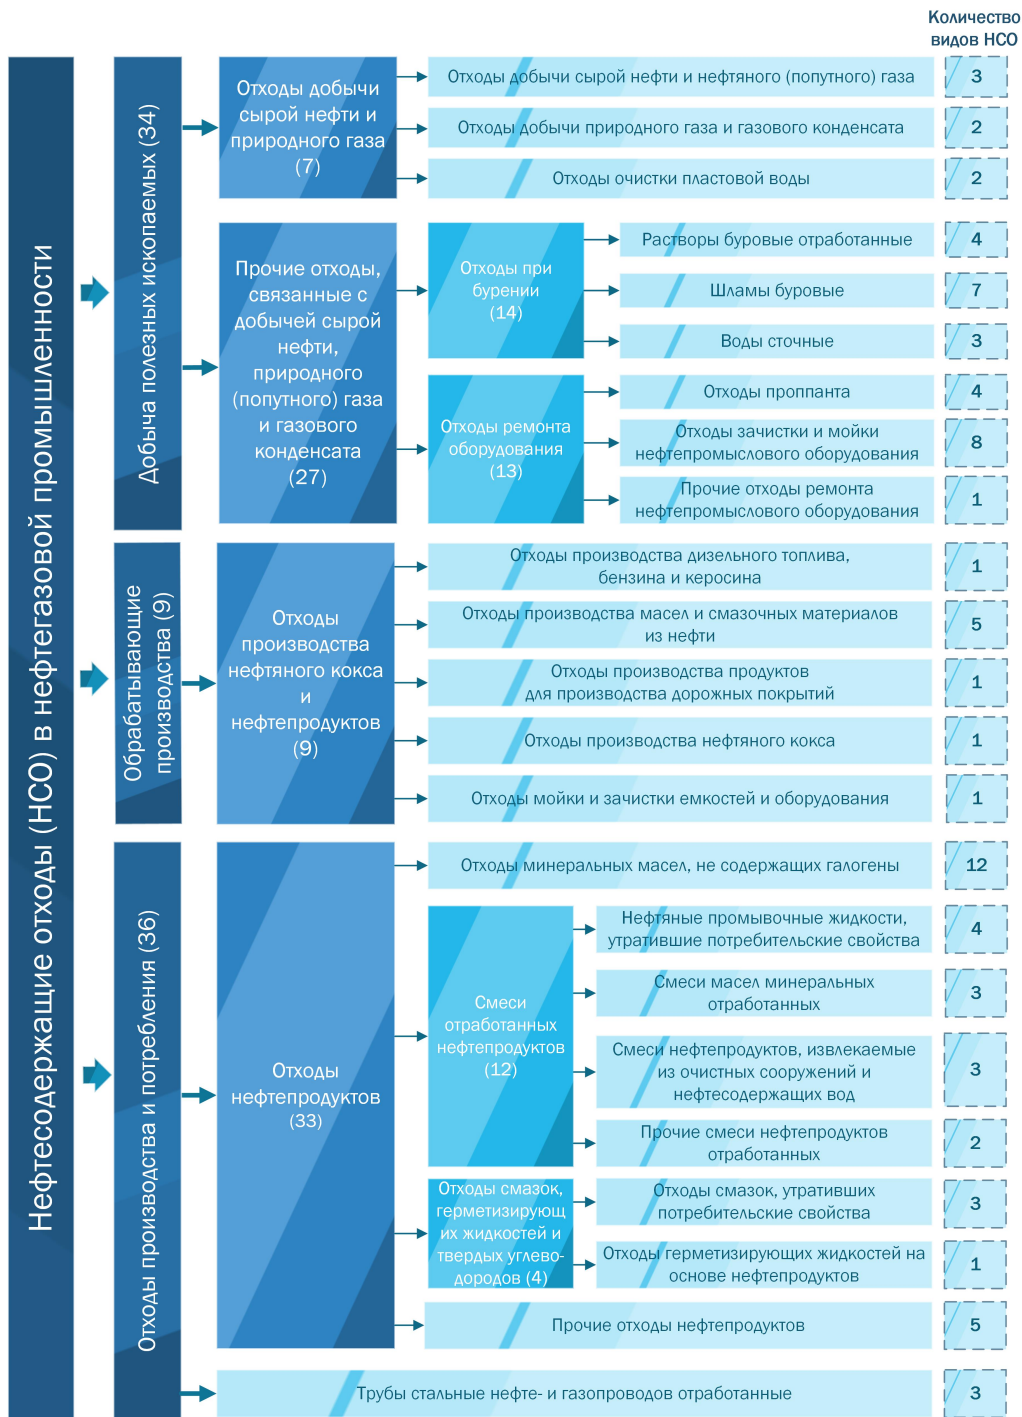 Количество
видов НСО
Нефтесодержащие отходы (НСО) в нефтегазовой промышленности
Добыча полезных ископаемых (34)
Отходы добычи
сырой нефти и
природного газа
(7)
Отходы добычи сырой нефти и нефтяного (попутного) газа
3
Отходы добычи природного газа и газового конденсата
2
Отходы очистки пластовой воды
2
Прочие отходы,
связанные с
добычей сырой
нефти,
природного
(попутного) газа
и газового
конденсата
(27)
Отходы при
бурении
(14)
Растворы буровые отработанные
4
Шламы буровые
7
Воды сточные
3
Отходы ремонта
оборудования
(13)
Отходы проппанта
4
Отходы зачистки и мойки
нефтепромыслового оборудования
8
Прочие отходы ремонта
нефтепромыслового оборудования
1
Обрабатывающие
производства (9)
Отходы
производства
нефтяного кокса
и
нефтепродуктов
(9)
Отходы производства дизельного топлива,
бензина и керосина
1
Отходы производства масел и смазочных материалов
из нефти
5
Отходы производства продуктов
для производства дорожных покрытий
1
Отходы производства нефтяного кокса
1
Отходы мойки и зачистки емкостей и оборудования
1
Отходы производства и потребления (36)
Отходы
нефтепродуктов
(33)
Отходы минеральных масел, не содержащих галогены
12
Смеси
отработанных
нефтепродуктов
(12)
Нефтяные промывочные жидкости,
утратившие потребительские свойства
4
Смеси масел минеральных
отработанных
3
Смеси нефтепродуктов, извлекаемые
из очистных сооружений и
нефтесодержащих вод
3
Прочие смеси нефтепродуктов
отработанных
2
Отходы смазок,
герметизирующ
их жидкостей и
твердых углево-
дородов (4)
Отходы смазок, утративших
потребительские свойства
3
Отходы герметизирующих жидкостей на
основе нефтепродуктов
1
Прочие отходы нефтепродуктов
5
Трубы стальные нефте- и газопроводов отработанные
3